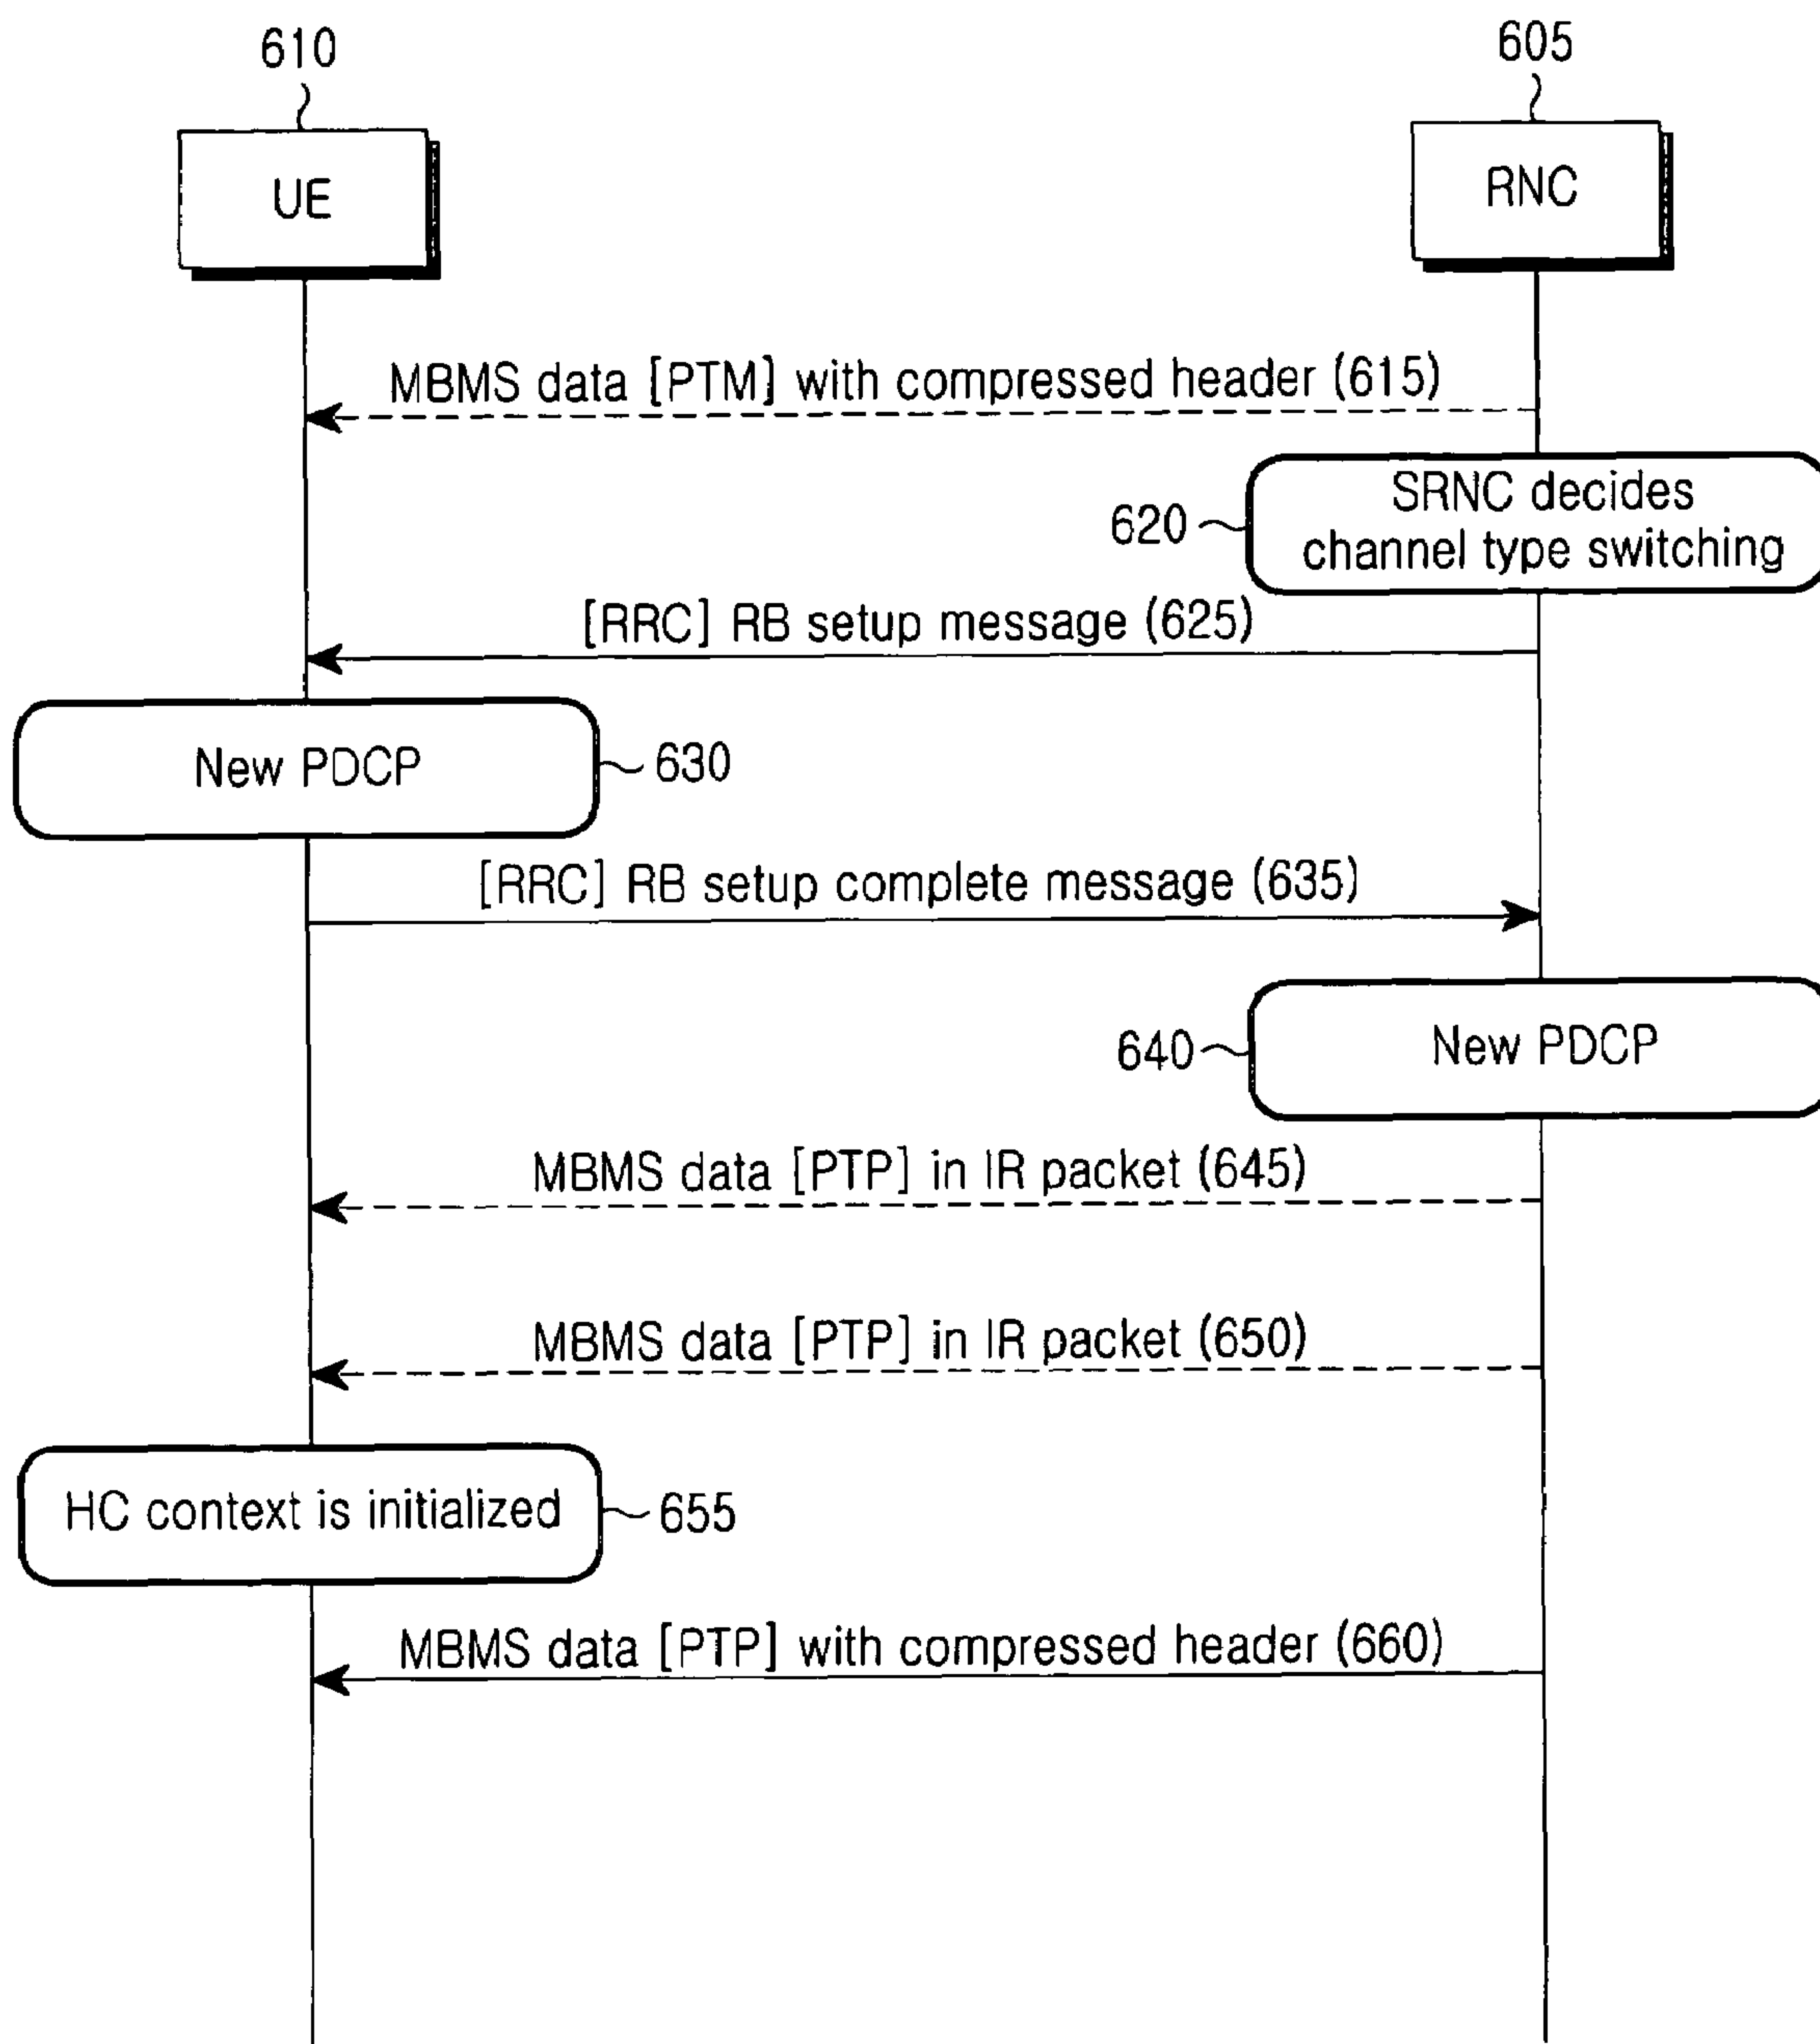 610
605
UE
RNC
MBMS data [PTM] with compressed header (615)
620
SRNC decides
channel type switching
[RRC] RB setup message (625)
New PDCP
630
[RRC] RB setup complete message (635)
640
New PDCP
MBMS data [PTP] in IR packet (645)
MBMS data [PTP] in IR packet (650)
HC context is initialized
655
MBMS data [PTP] with compressed header (660)